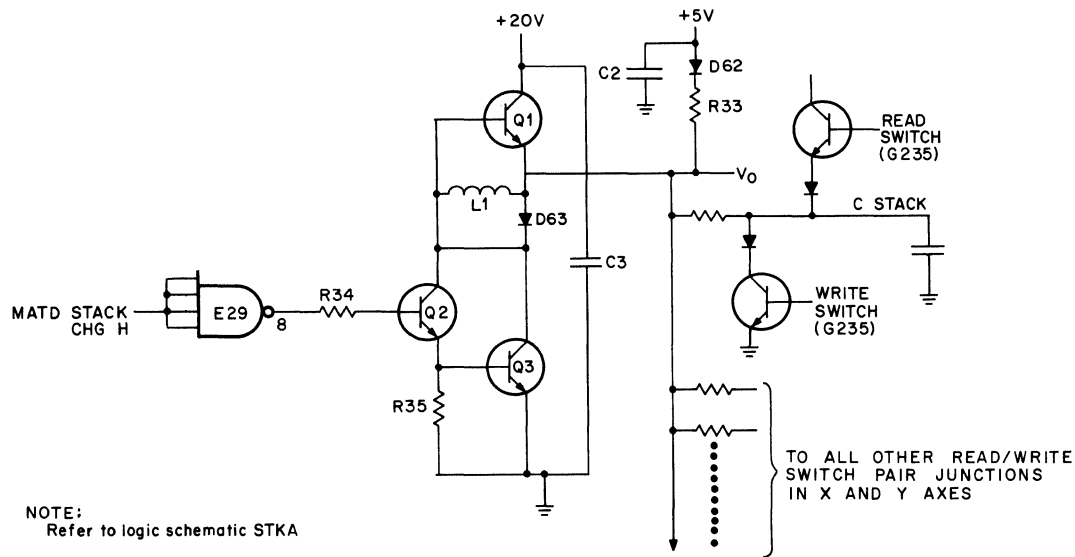 +20V
+5V
C2
D62
Q1
R33
READ
SWITCH
(G235)
V0
L1
C STACK
D63
C3
R34
MATD STACK
CHG H
E29
8
Q2
WRITE
SWITCH
(G235)
Q3
R35
TO ALL OTHER READ/WRITE
SWITCH PAIR JUNCTIONS
IN X AND Y AXES
NOTE:
Refer to logic schematic STKA